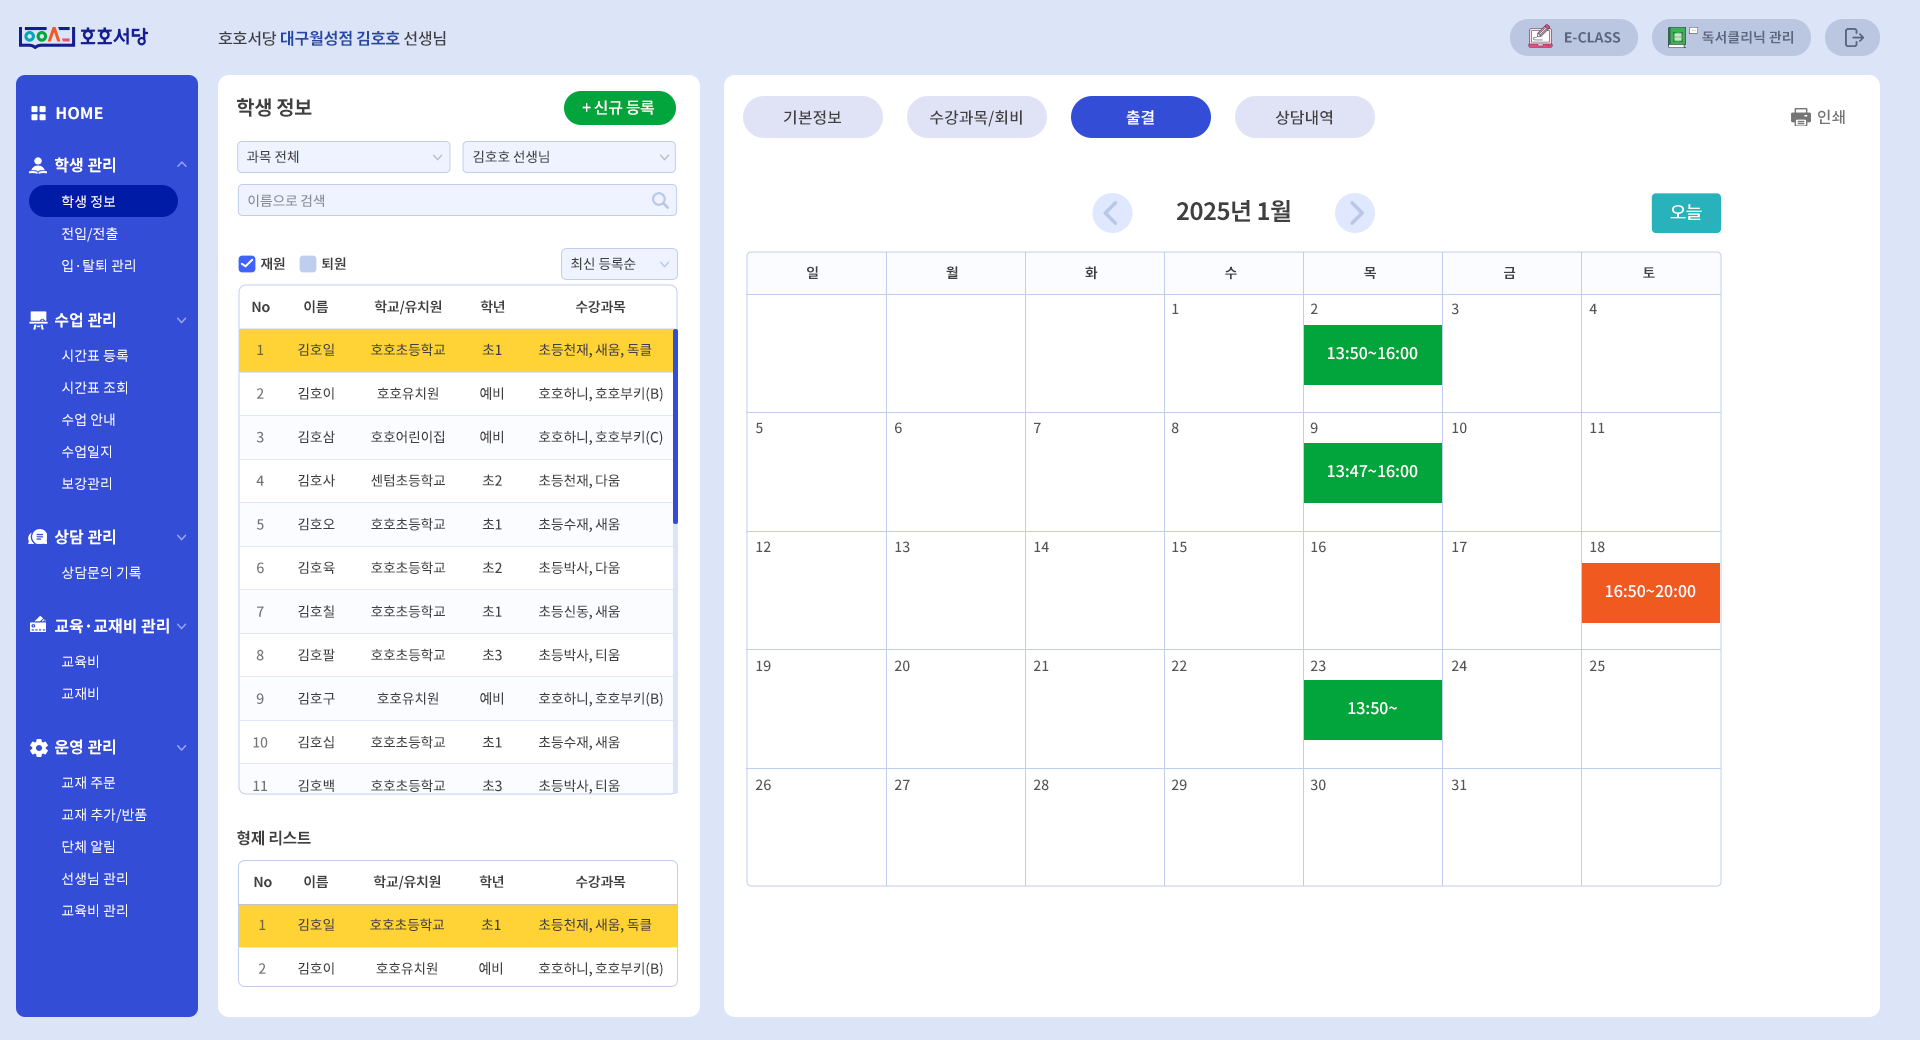 호호서당
호호서당 대구월성점 김호호 선생님
E-CLASS
독서클리닉 관리
HOME
학생 관리
학생 정보
전입/전출
입·탈퇴 관리
수업 관리
시간표 등록
시간표 조회
수업 안내
수업일지
보강관리
상담 관리
상담문의 기록
교육·교재비 관리
교육비
교재비
운영 관리
교재 주문
교재 추가/반품
단체 알림
선생님 관리
교육비 관리
학생 정보
+ 신규 등록
과목 전체
김호호 선생님
이름으로 검색
재원 퇴원
최신 등록순
No 이름 학교/유치원 학년 수강과목
1 김호일 호호초등학교 초1 초등천재, 새움, 독클
2 김호이 호호유치원 예비 호호하니, 호호부키(B)
3 김호삼 호호어린이집 예비 호호하니, 호호부키(C)
4 김호사 센텀초등학교 초2 초등천재, 다움
5 김호오 호호초등학교 초1 초등수재, 새움
6 김호육 호호초등학교 초2 초등박사, 다움
7 김호칠 호호초등학교 초1 초등신동, 새움
8 김호팔 호호초등학교 초3 초등박사, 티움
9 김호구 호호유치원 예비 호호하니, 호호부키(B)
10 김호십 호호초등학교 초1 초등수재, 새움
11 김호백 호호초등학교 초3 초등박사, 티움
형제 리스트
No 이름 학교/유치원 학년 수강과목
1 김호일 호호초등학교 초1 초등천재, 새움, 독클
2 김호이 호호유치원 예비 호호하니, 호호부키(B)
기본정보
수강과목/회비
출결
상담내역
인쇄
2025년 1월
오늘
일 월 화 수 목 금 토
1 2 3 4
13:50~16:00
5 6 7 8 9 10 11
13:47~16:00
12 13 14 15 16 17 18
16:50~20:00
19 20 21 22 23 24 25
13:50~
26 27 28 29 30 31